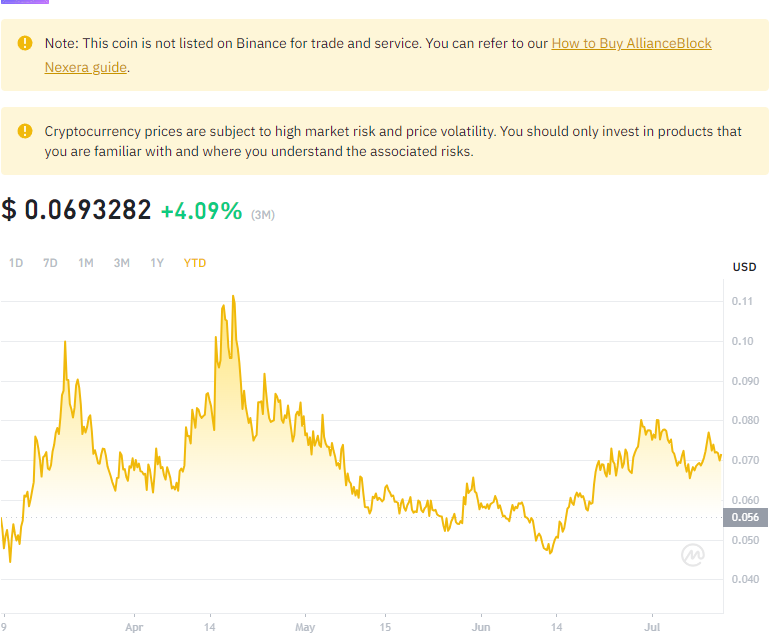 Note: This coin is not listed on Binance for trade and service. You can refer to our How to Buy AllianceBlock
Nexera guide.
Cryptocurrency prices are subject to high market risk and price volatility. You should only invest in products that
you are familiar with and where you understand the associated risks.
$ 0.0693282 +4.09% (3M)
1D 7D 1M 3M 1Y YTD
USD
0.11
0.10
0.090
0.080
0.070
0.060
0.056
0.050
0.040
9 Apr 14 May 15 Jun 14 Jul